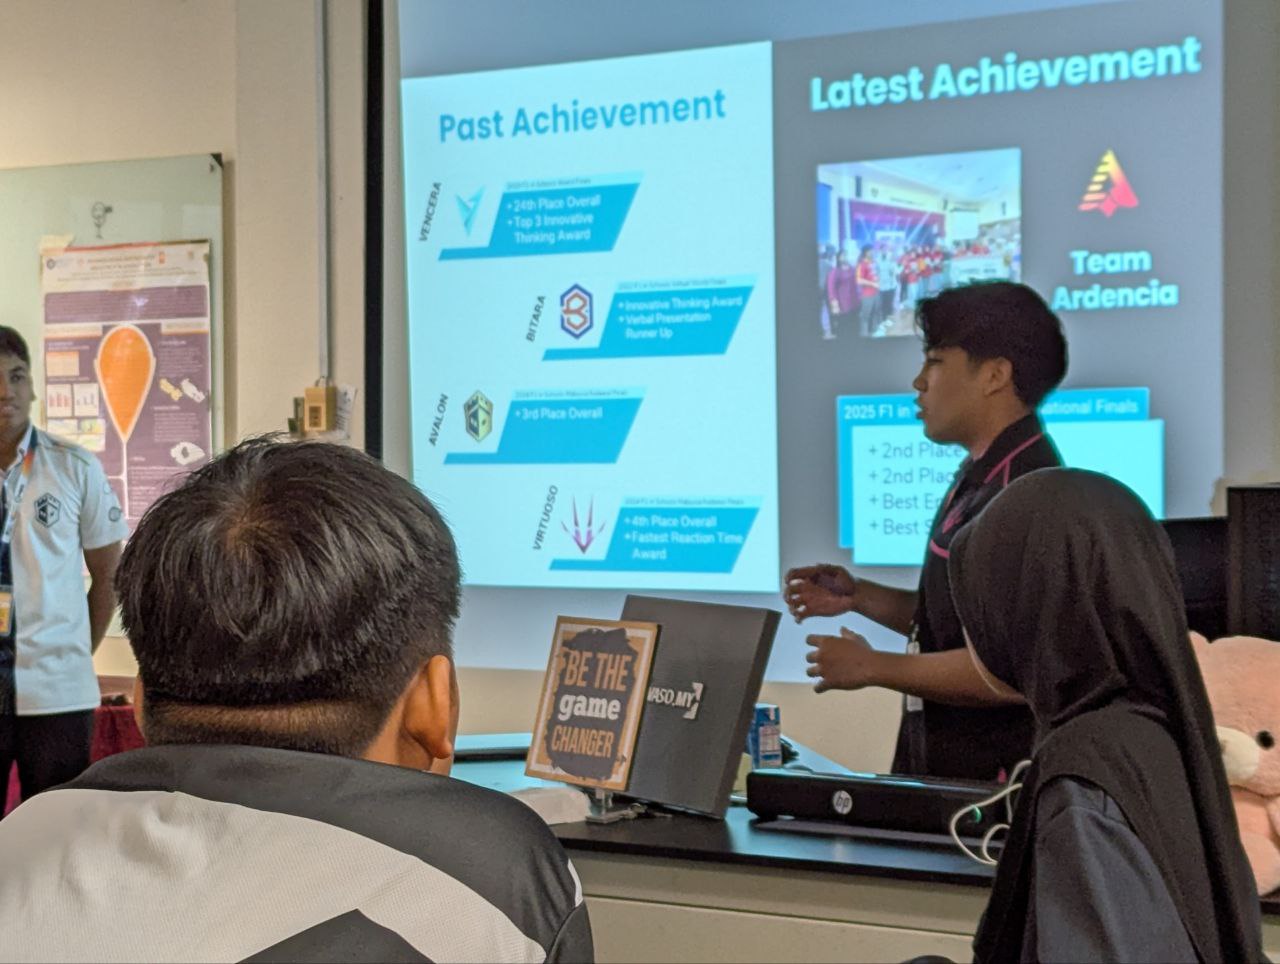 Past Achievement
VENCERA
+ 24th Place Overall
+ Top 3 Innovative
Thinking Award
BITARA
+ Innovative Thinking Award
+ Verbal Presentation
Runner Up
AVALON
+ 3rd Place Overall
VIRTUOSO
+ 4th Place Overall
+ Fastest Reaction Time
Award
Latest Achievement
Team
Ardencia
2025 F1 in
ational Finals
+ 2nd Place
+ 2nd Plac
+ Best E
+ Best S
BE THE
game
CHANGER
VASO.MY
hp